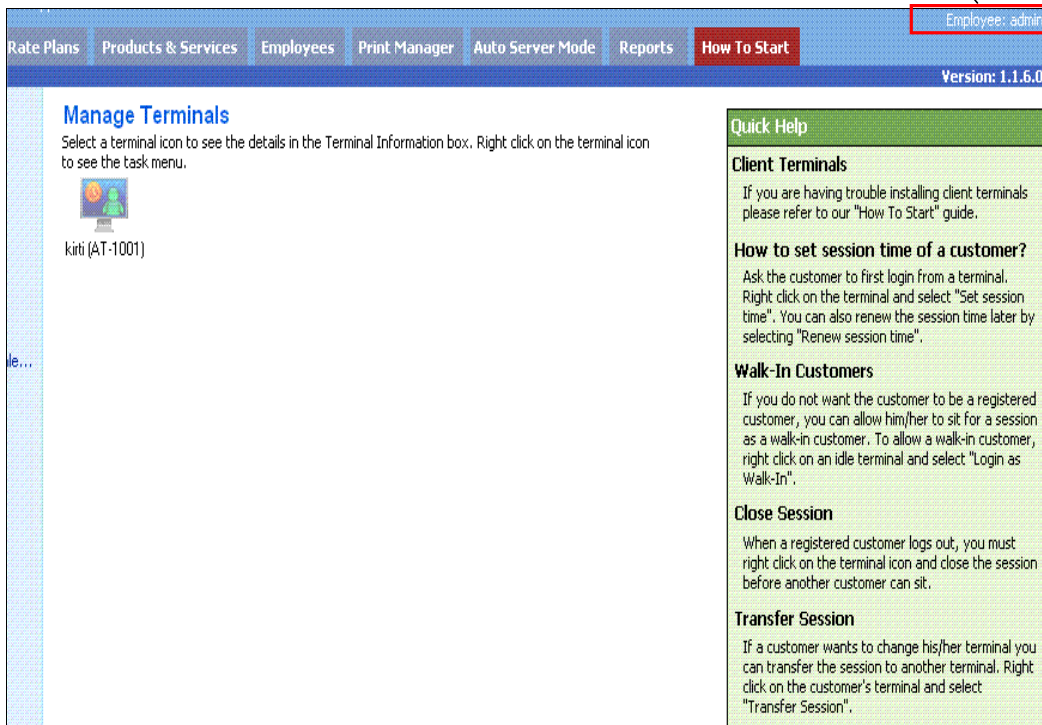 Employee: admin
Rate Plans Products & Services Employees Print Manager Auto Server Mode Reports How To Start
Version: 1.1.6.0
Manage Terminals
Select a terminal icon to see the details in the Terminal Information box. Right click on the terminal icon
to see the task menu.
kirti (AT-1001)
Quick Help
Client Terminals
If you are having trouble installing client terminals
please refer to our "How To Start" guide.
How to set session time of a customer?
Ask the customer to first login from a terminal.
Right click on the terminal and select "Set session
time". You can also renew the session time later by
selecting "Renew session time".
Walk-In Customers
If you do not want the customer to be a registered
customer, you can allow him/her to sit for a session
as a walk-in customer. To allow a walk-in customer,
right click on an idle terminal and select "Login as
Walk-In".
Close Session
When a registered customer logs out, you must
right click on the terminal icon and close the session
before another customer can sit.
Transfer Session
If a customer wants to change his/her terminal you
can transfer the session to another terminal. Right
click on the customer's terminal and select
"Transfer Session".